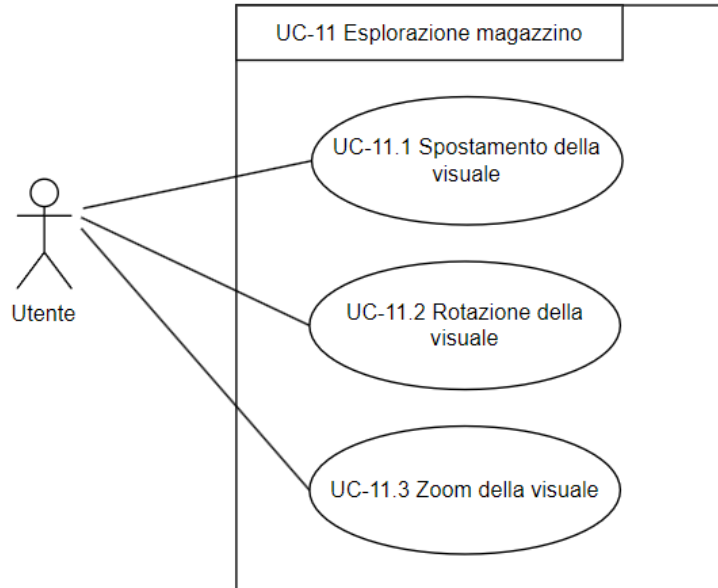 UC-11 Esplorazione magazzino
UC-11.1 Spostamento della
visuale
Utente
UC-11.2 Rotazione della
visuale
UC-11.3 Zoom della visuale